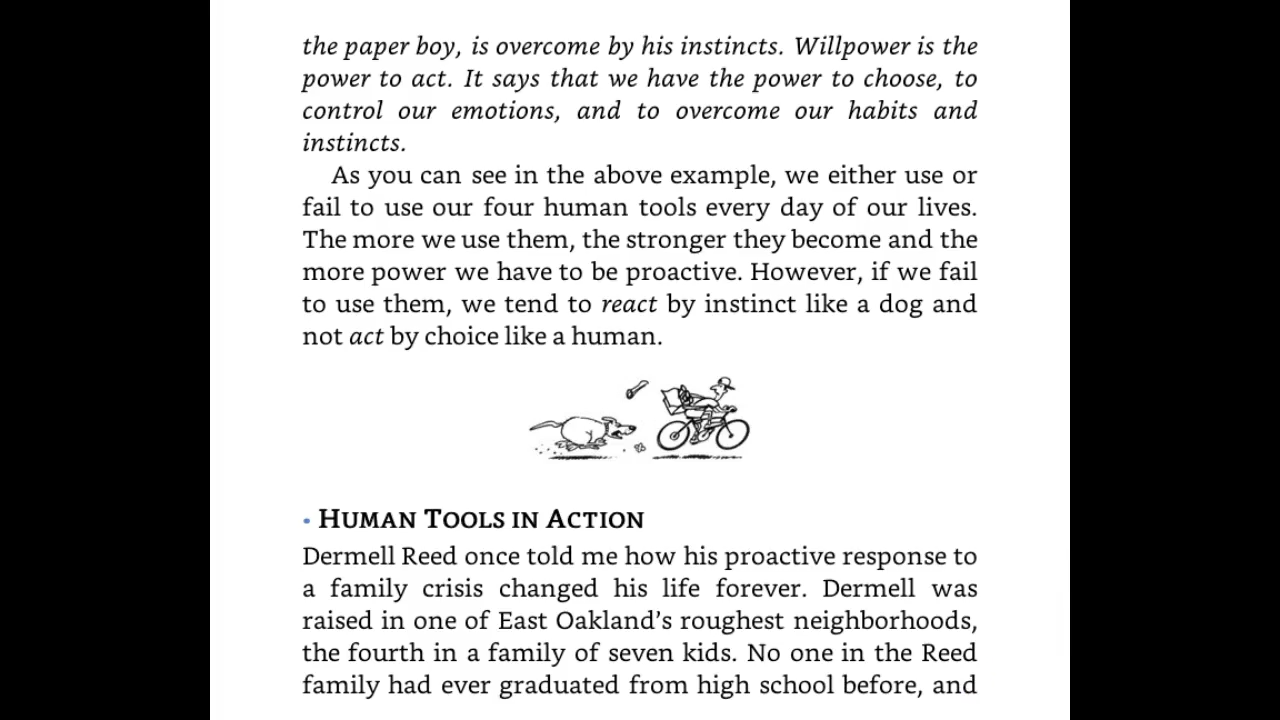 the paper boy, is overcome by his instincts. Willpower is the
power to act. It says that we have the power to choose, to
control our emotions, and to overcome our habits and
instincts.
As you can see in the above example, we either use or
fail to use our four human tools every day of our lives.
The more we use them, the stronger they become and the
more power we have to be proactive. However, if we fail
to use them, we tend to react by instinct like a dog and
not act by choice like a human.
• HUMAN TOOLS IN ACTION
Dermell Reed once told me how his proactive response to
a family crisis changed his life forever. Dermell was
raised in one of East Oakland’s roughest neighborhoods,
the fourth in a family of seven kids. No one in the Reed
family had ever graduated from high school before, and